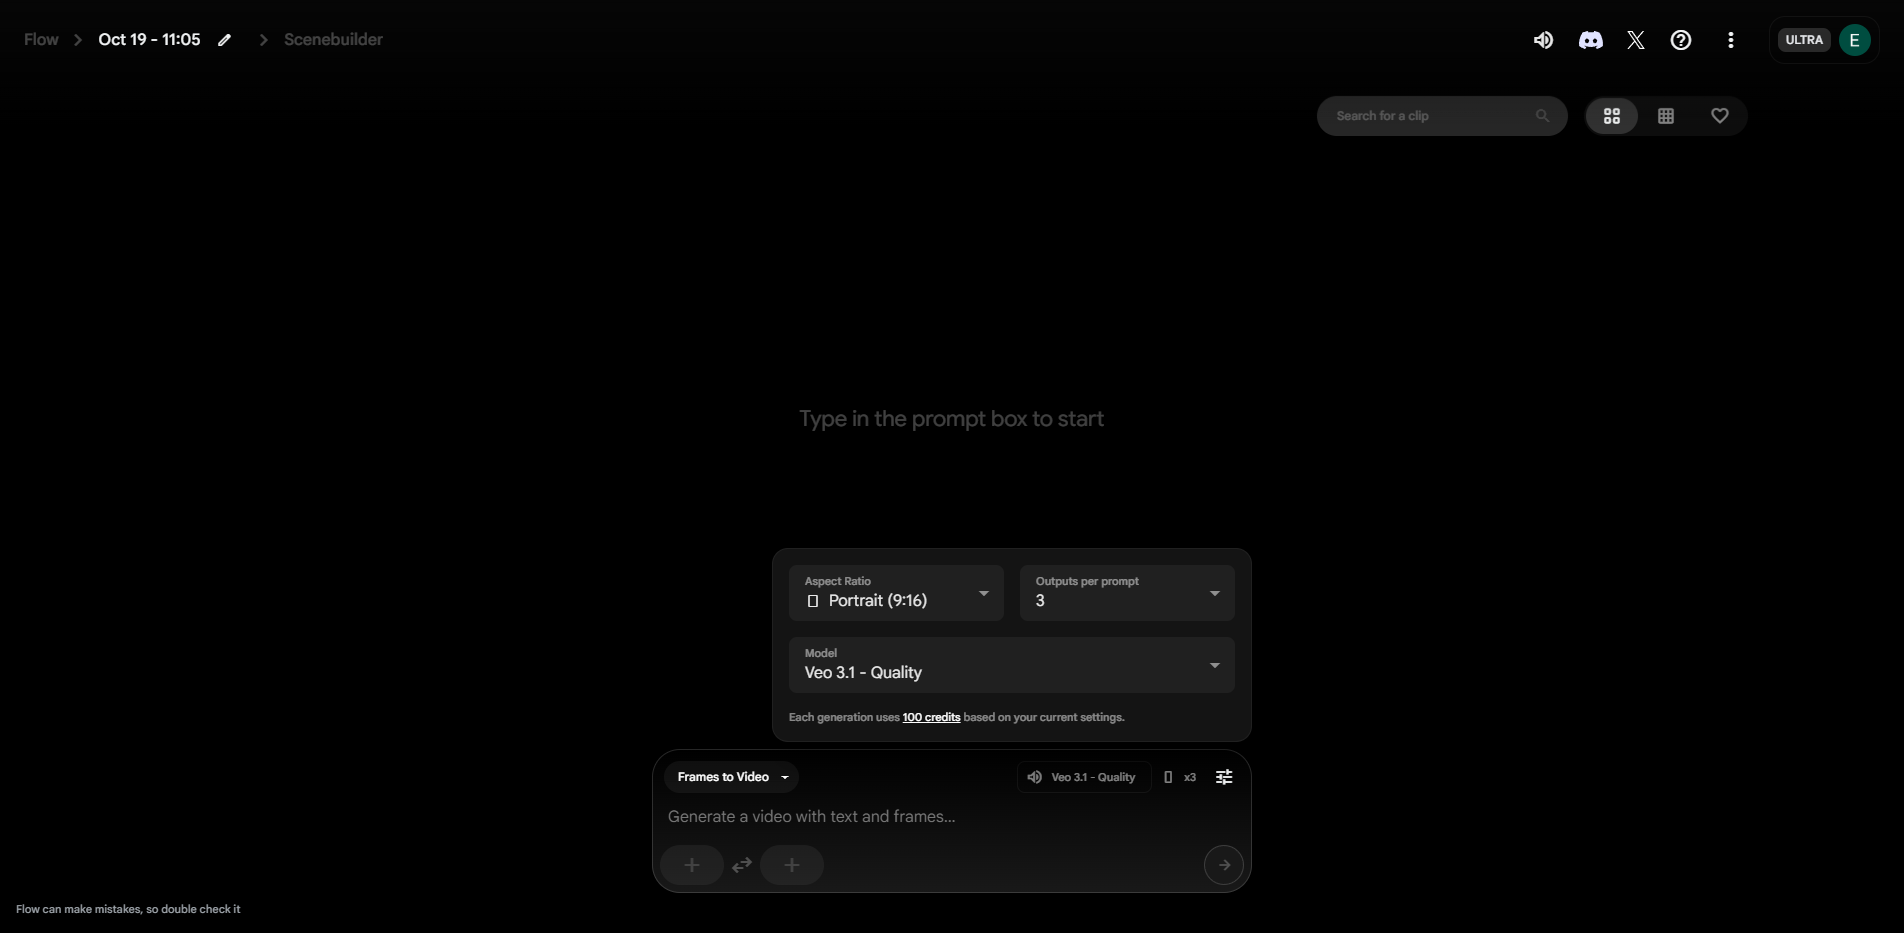 Flow
Oct 19 - 11:05
Scenebuilder
ULTRA
E
Search for a clip
Type in the prompt box to start
Aspect Ratio
Portrait (9:16)
Outputs per prompt
3
Model
Veo 3.1 - Quality
Each generation uses 100 credits based on your current settings.
Frames to Video
Veo 3.1 - Quality
x3
Generate a video with text and frames...
Flow can make mistakes, so double check it